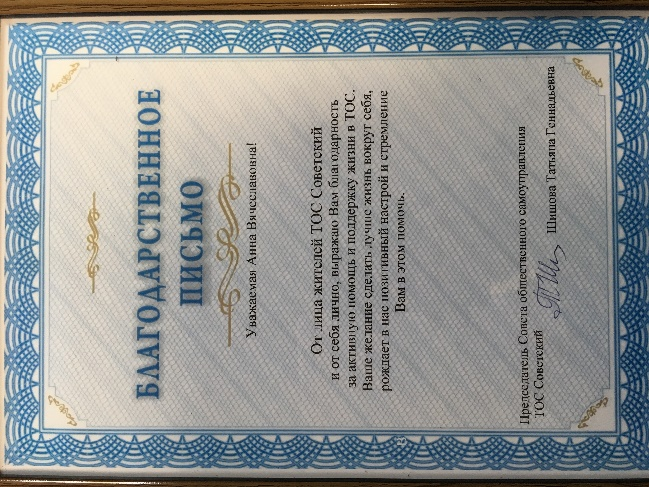 БЛАГОДАРСТВЕННОЕ
ПИСЬМО
Уважаемая Анна Вячеславовна!
От лица жителей ТОС Советский
и от себя лично, выражаю Вам благодарность
за активную помощь и поддержку жизни в ТОС.
Ваше желание сделать лучше жизнь вокруг себя,
рождает в нас позитивный настрой и стремление
Вам в этом помочь.
Председатель Совета общественного самоуправления
ТОС Советский Шишова Татьяна Геннадьевна